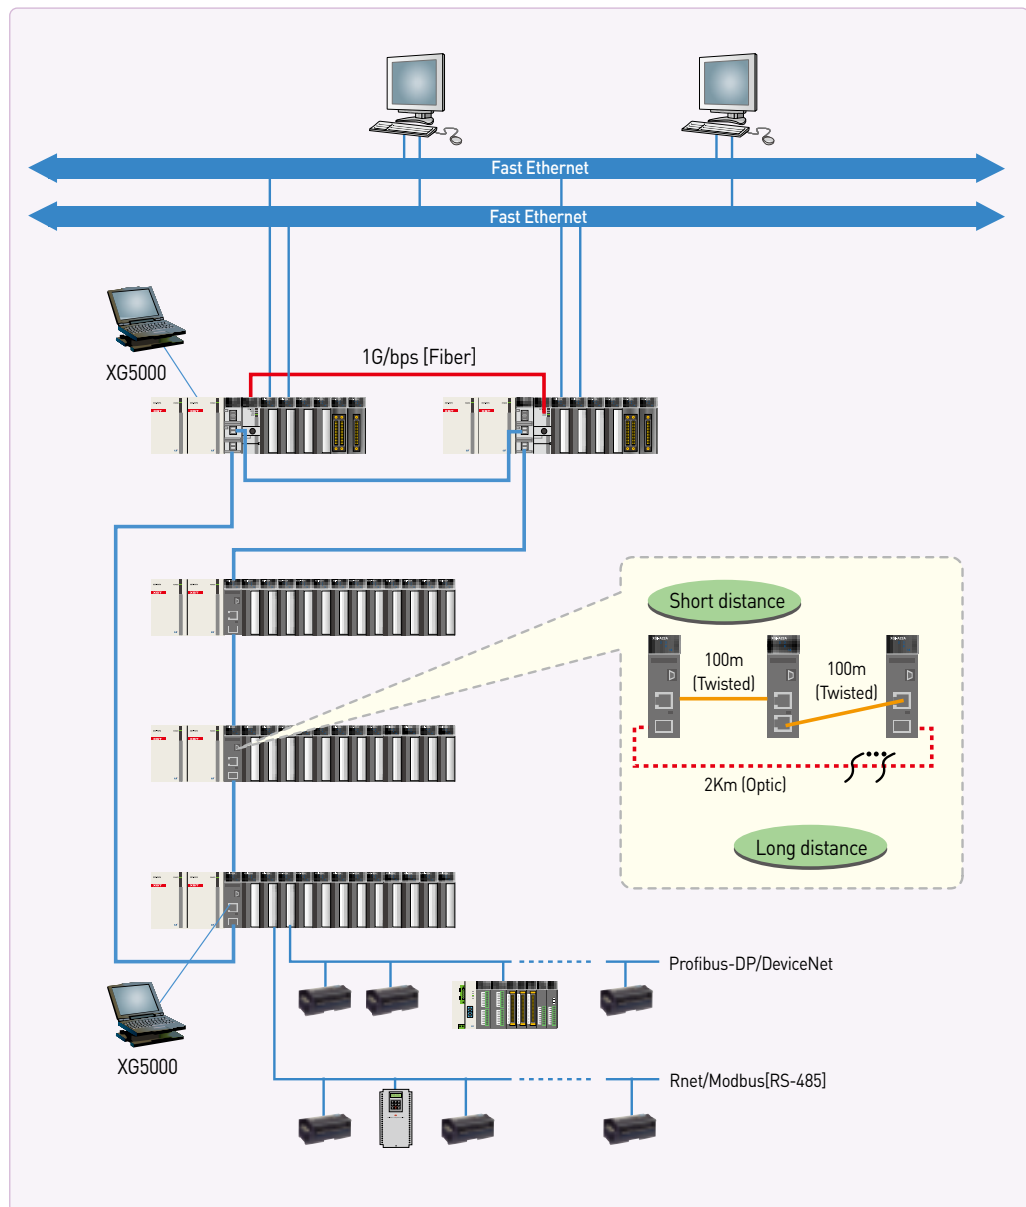 Fast Ethernet
Fast Ethernet
XG5000
1G/bps [Fiber]
Short distance
100m
(Twisted)
100m
(Twisted)
2Km (Optic)
Long distance
Profibus-DP/DeviceNet
XG5000
Rnet/Modbus[RS-485]